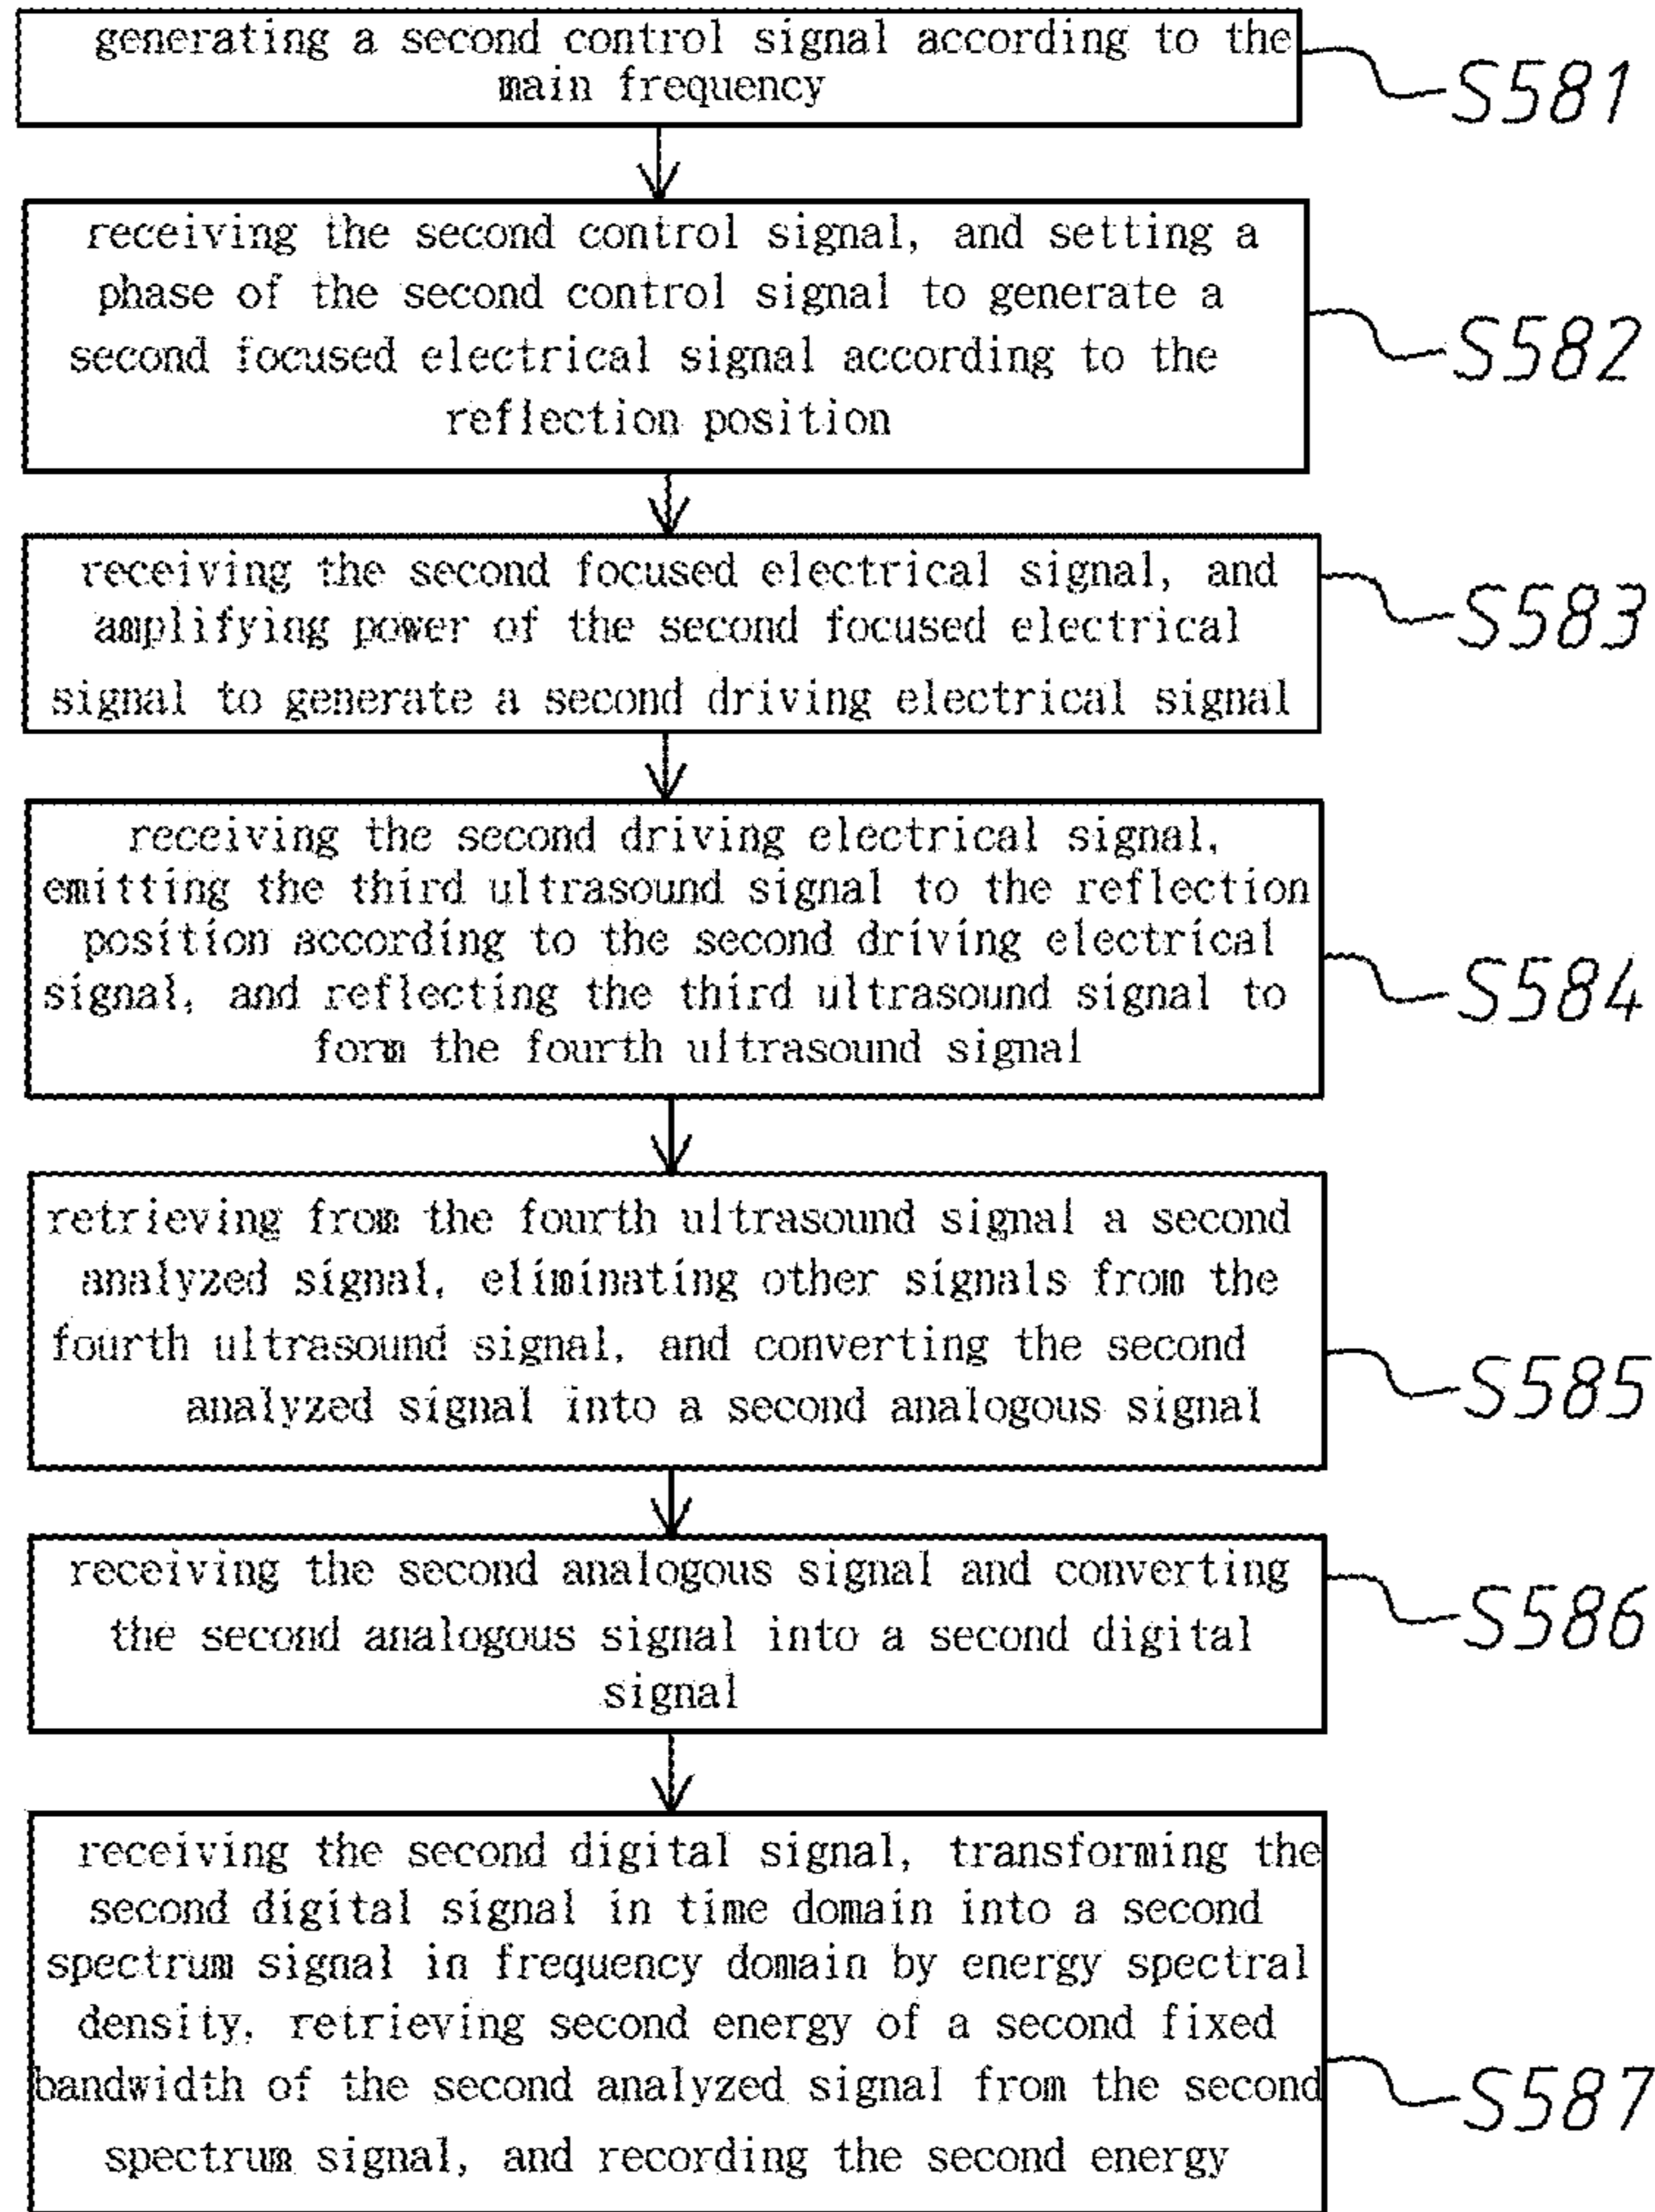 generating a second control signal according to the
main frequency
S581
receiving the second control signal, and setting a
phase of the second control signal to generate a
second focused electrical signal according to the
reflection position
S582
receiving the second focused electrical signal, and
amplifying power of the second focused electrical
signal to generate a second driving electrical signal
S583
receiving the second driving electrical signal,
emitting the third ultrasound signal to the reflection
position according to the second driving electrical
signal, and reflecting the third ultrasound signal to
form the fourth ultrasound signal
S584
retrieving from the fourth ultrasound signal a second
analyzed signal, eliminating other signals from the
fourth ultrasound signal, and converting the second
analyzed signal into a second analogous signal
S585
receiving the second analogous signal and converting
the second analogous signal into a second digital
signal
S586
receiving the second digital signal, transforming the
second digital signal in time domain into a second
spectrum signal in frequency domain by energy spectral
density, retrieving second energy of a second fixed
bandwidth of the second analyzed signal from the second
spectrum signal, and recording the second energy
S587